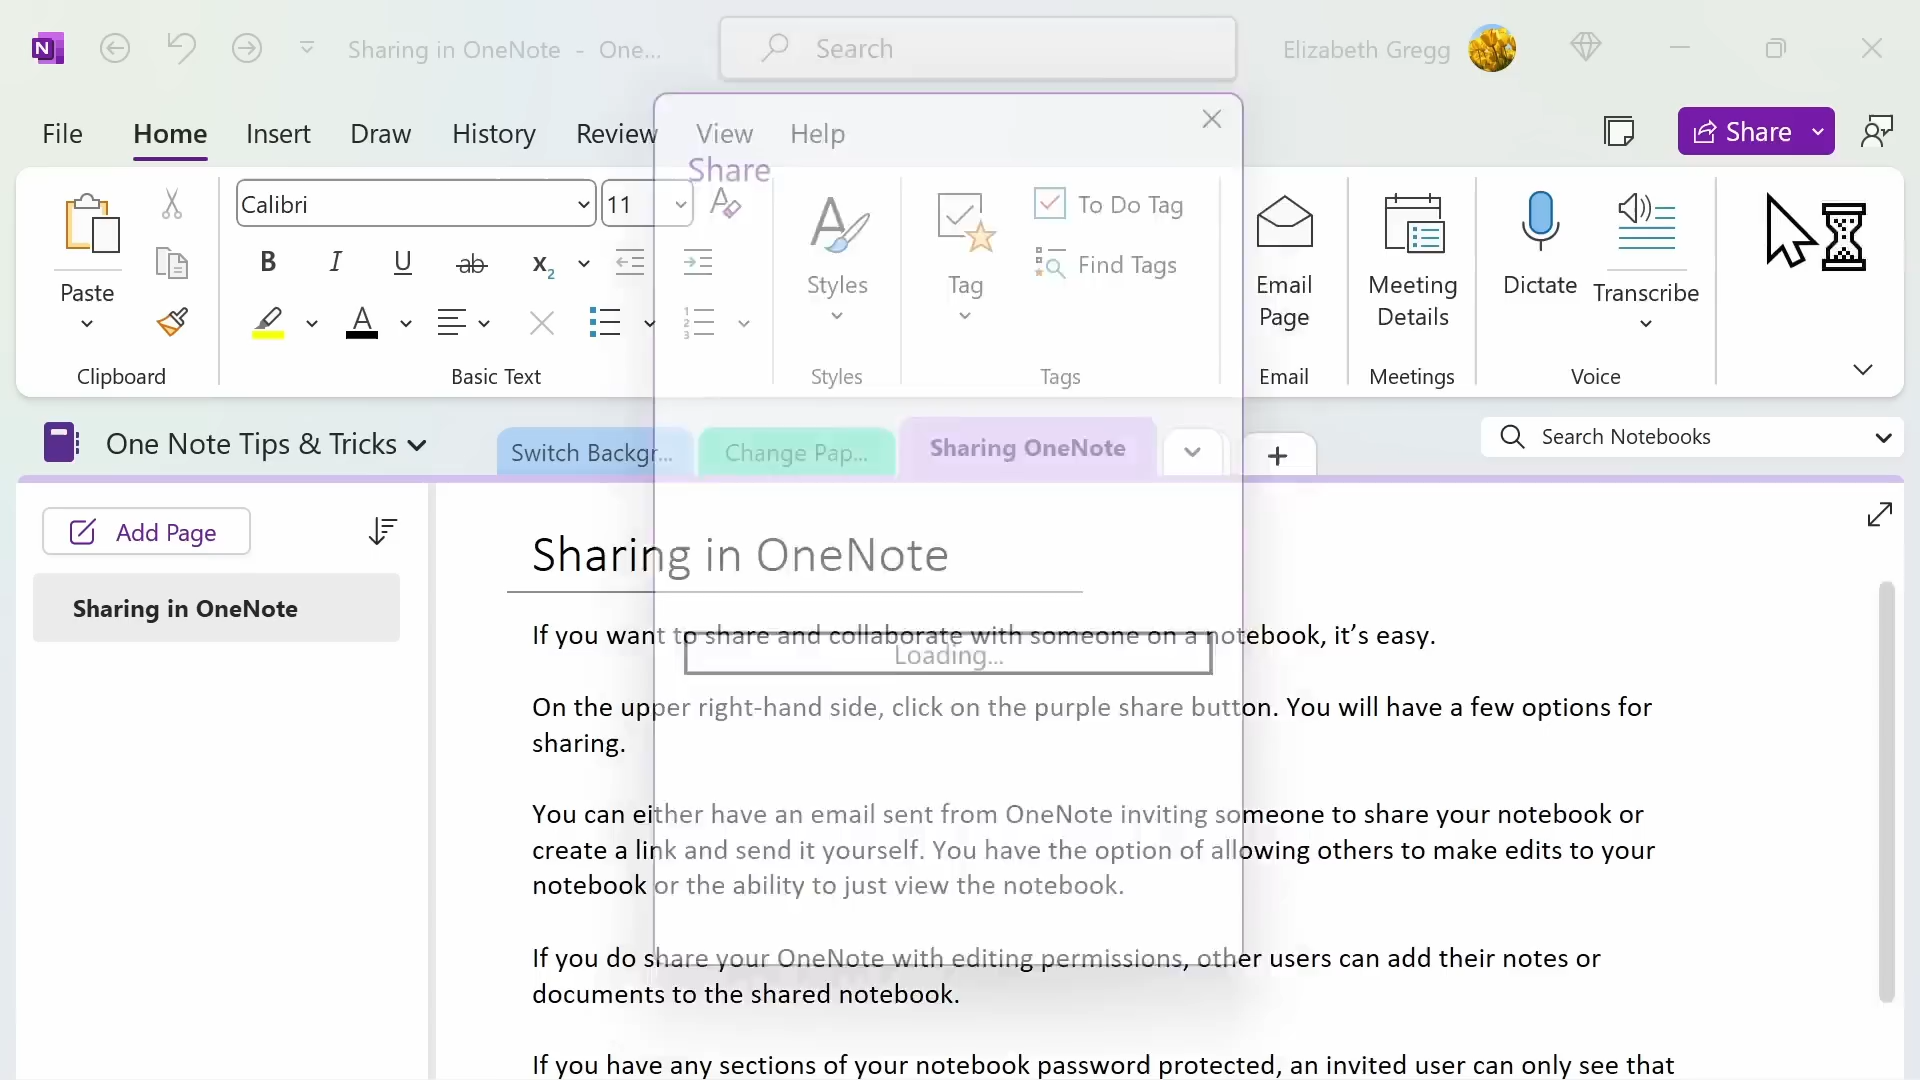 Sharing in OneNote - One...
Search
Elizabeth Gregg
File Home Insert Draw History Review View Help
Share
Share
Calibri
11
To Do Tag
B I U ab X2
Find Tags
Paste
Styles
Tag
Email
Page
Meeting
Details
Dictate
Transcribe
A
Clipboard
Basic Text
Styles
Tags
Email
Meetings
Voice
One Note Tips & Tricks
Switch Backgr...
Change Pap...
Sharing OneNote
+
Search Notebooks
Add Page
Sharing in OneNote
Sharing in OneNote
If you want to share and collaborate with someone on a notebook, it’s easy.
Loading...
On the upper right-hand side, click on the purple share button. You will have a few options for
sharing.
You can either have an email sent from OneNote inviting someone to share your notebook or
create a link and send it yourself. You have the option of allowing others to make edits to your
notebook or the ability to just view the notebook.
If you do share your OneNote with editing permissions, other users can add their notes or
documents to the shared notebook.
If you have any sections of your notebook password protected, an invited user can only see that